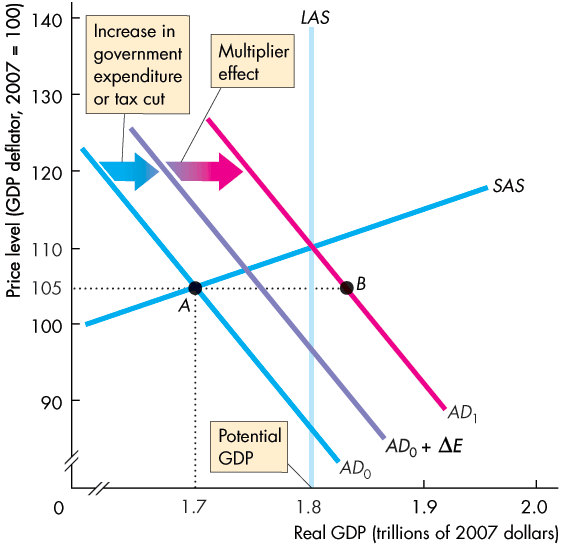 Price level (GDP deflator, 2007 = 100)
140
130
120
110
105
100
90
0
Increase in
government
expenditure
or tax cut
Multiplier
effect
LAS
SAS
A
B
AD1
AD0 + ΔE
AD0
Potential
GDP
1.7
1.8
1.9
2.0
Real GDP (trillions of 2007 dollars)